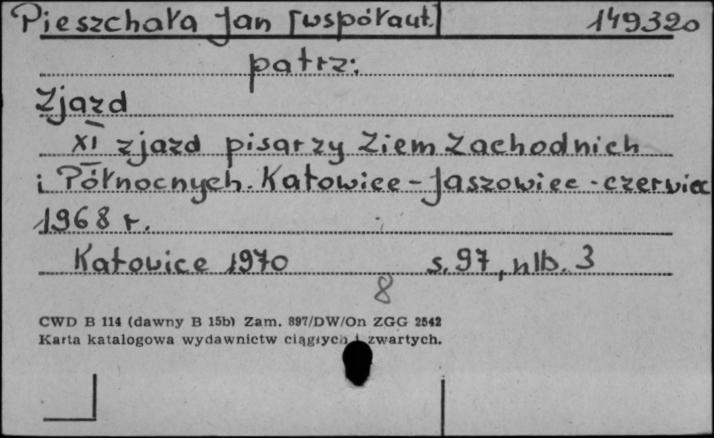 Pieszchała Jan [współaut.] 149320
patrz:
Zjazd
XI zjazd pisarzy Ziem Zachodnich
i Północnych. Katowice - Jaszowiec - czerwiec
1968 r.
Katowice 1970 s. 97, nlb. 3
8
CWD B 114 (dawny B 15b) Zam. 897/DW/On ZGG 2542
Karta katalogowa wydawnictw ciągłych i zwartych.